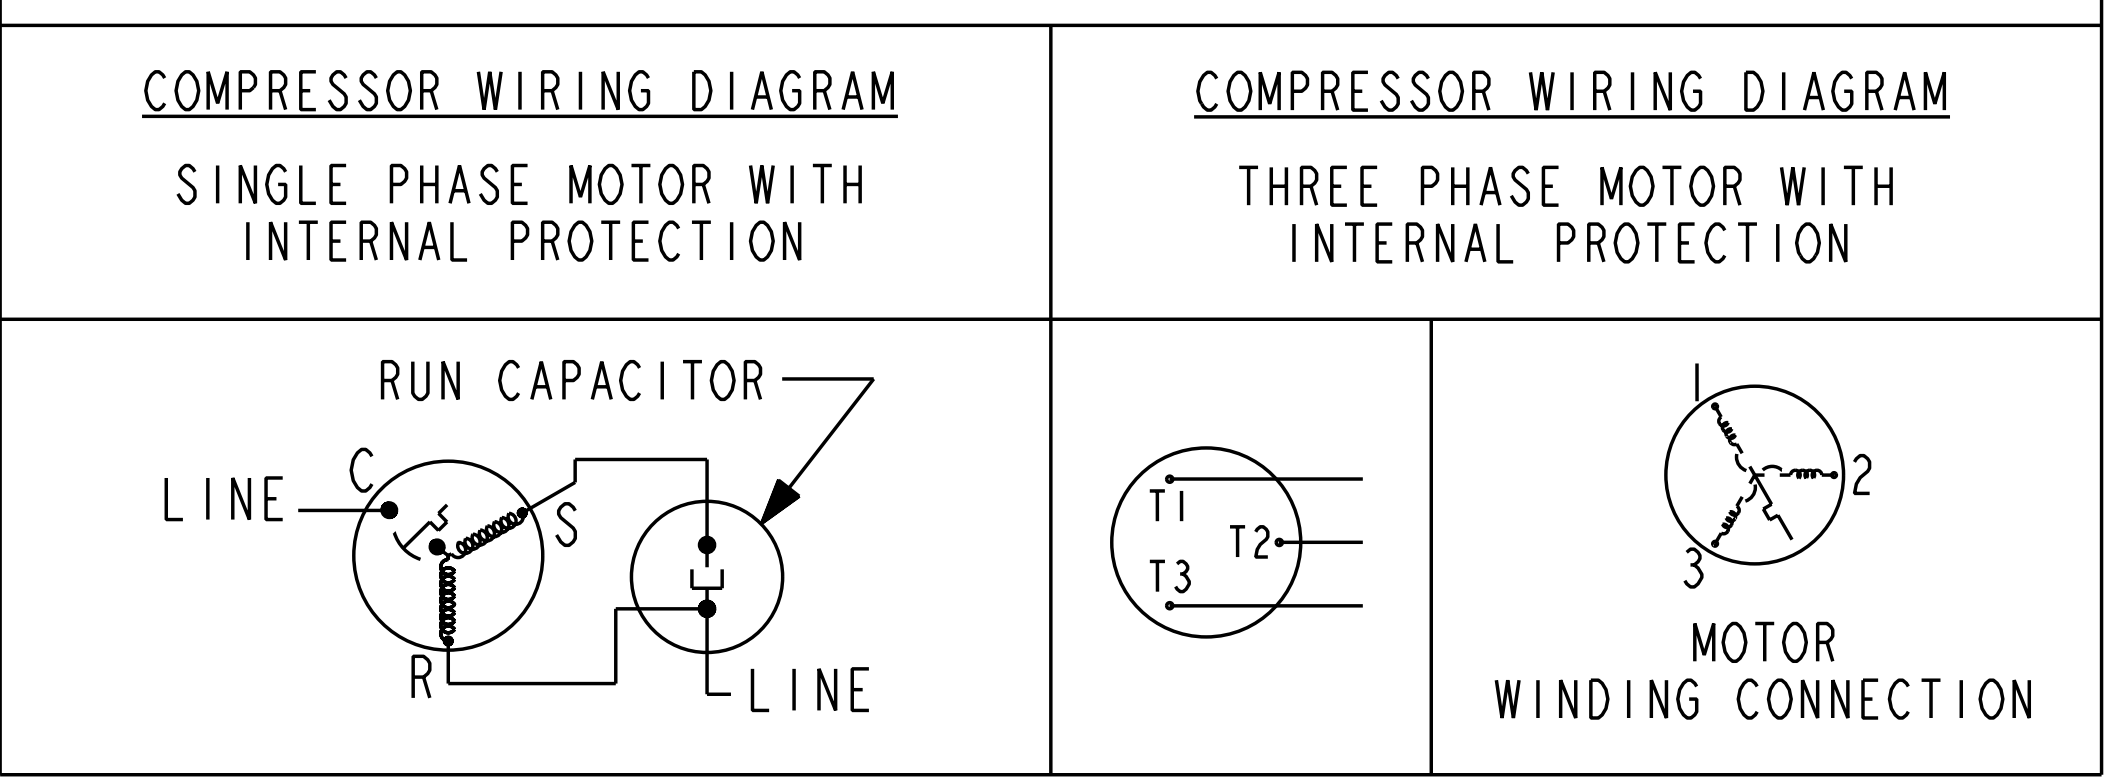 COMPRESSOR WIRING DIAGRAM
SINGLE PHASE MOTOR WITH
INTERNAL PROTECTION
COMPRESSOR WIRING DIAGRAM
THREE PHASE MOTOR WITH
INTERNAL PROTECTION
RUN CAPACITOR
C
LINE
S
R
LINE
T1
T2
T3
1
2
3
MOTOR
WINDING CONNECTION